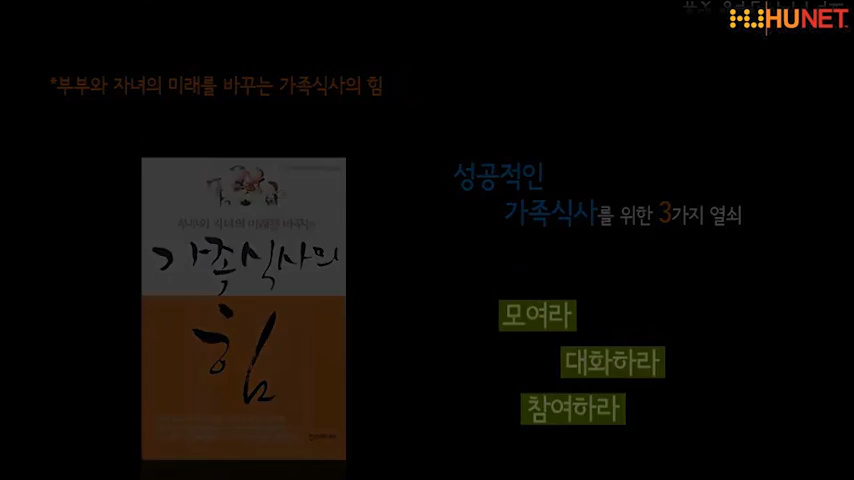 HUNET
*부부와 자녀의 미래를 바꾸는 가족식사의 힘
부부와 자녀의 미래를 바꾸는
가족식사의
힘
성공적인
가족식사를 위한 3가지 열쇠
모여라
대화하라
참여하라